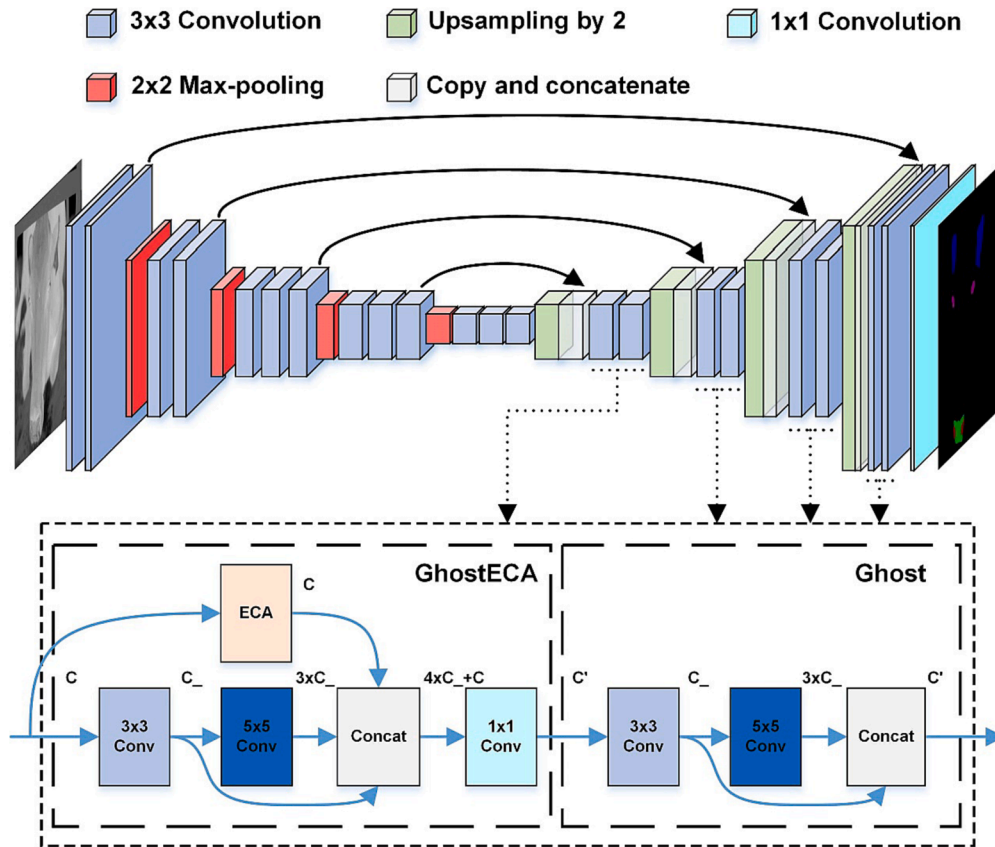 3x3 Convolution
Upsampling by 2
1x1 Convolution
2x2 Max-pooling
Copy and concatenate
GhostECA
Ghost
ECA
C
C
C_
3xC_
4xC_+C
C'
C_
3xC_
C'
3x3
Conv
5x5
Conv
Concat
1x1
Conv
3x3
Conv
5x5
Conv
Concat